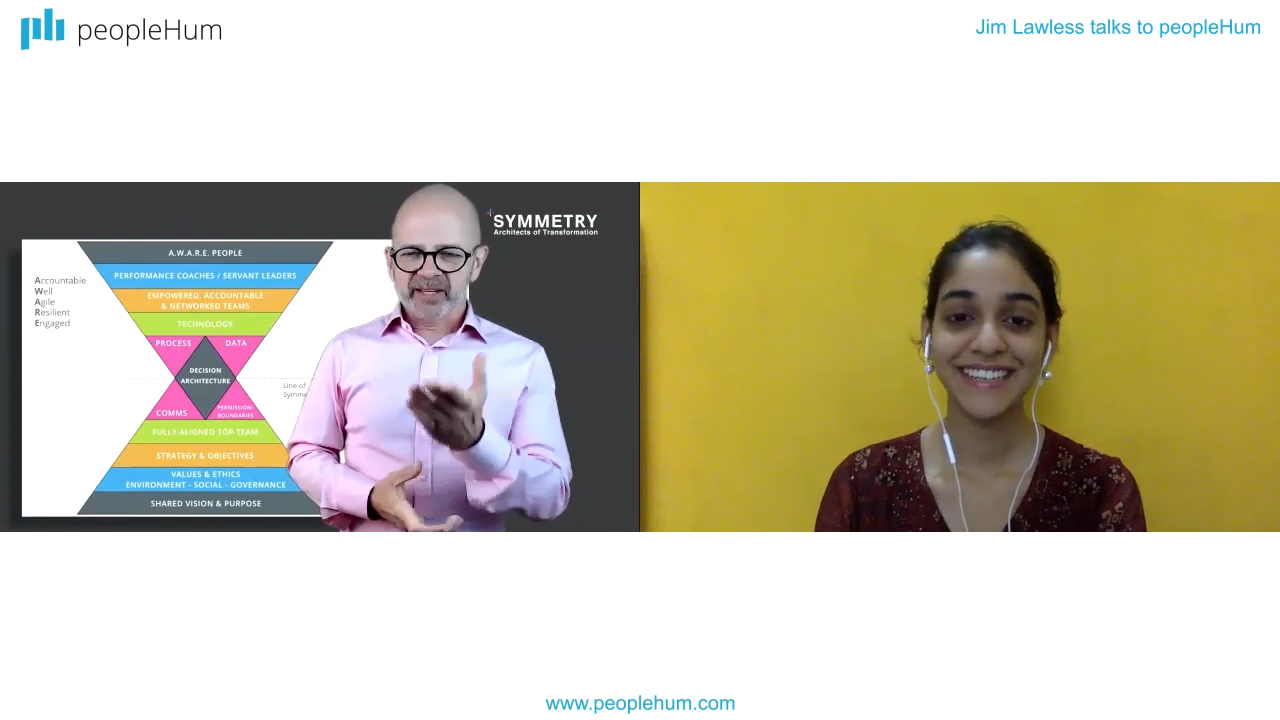 peopleHum
Jim Lawless talks to peopleHum
SYMMETRY
Architects of Transformation
Accountable
Well
Agile
Resilient
Engaged
A.W.A.R.E. PEOPLE
PERFORMANCE COACHES / SERVANT LEADERS
EMPOWERED, ACCOUNTABLE
& NETWORKED TEAMS
TECHNOLOGY
PROCESS
DATA
DECISION
ARCHITECTURE
Line of
Symme
COMMS
PERMISSION/
BOUNDARIES
FULLY ALIGNED TOP TEAM
STRATEGY & OBJECTIVES
VALUES & ETHICS
ENVIRONMENT - SOCIAL - GOVERNANCE
SHARED VISION & PURPOSE
www.peoplehum.com